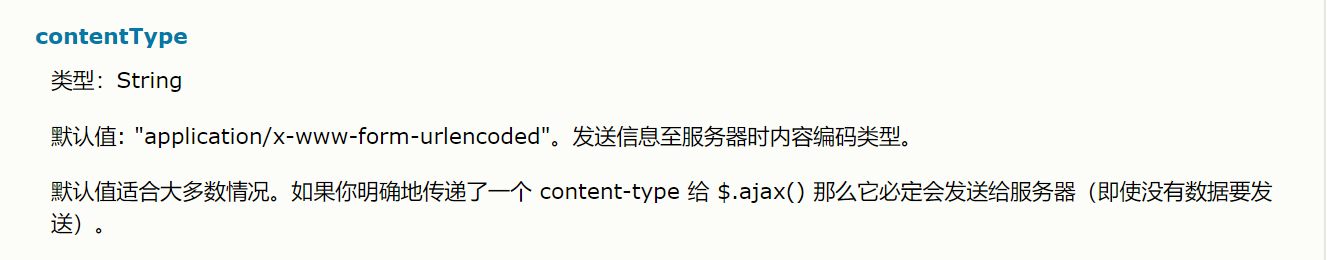 contentType
类型：String
默认值: "application/x-www-form-urlencoded"。发送信息至服务器时内容编码类型。
默认值适合大多数情况。如果你明确地传递了一个 content-type 给 $.ajax() 那么它必定会发送给服务器（即使没有数据要发
送）。